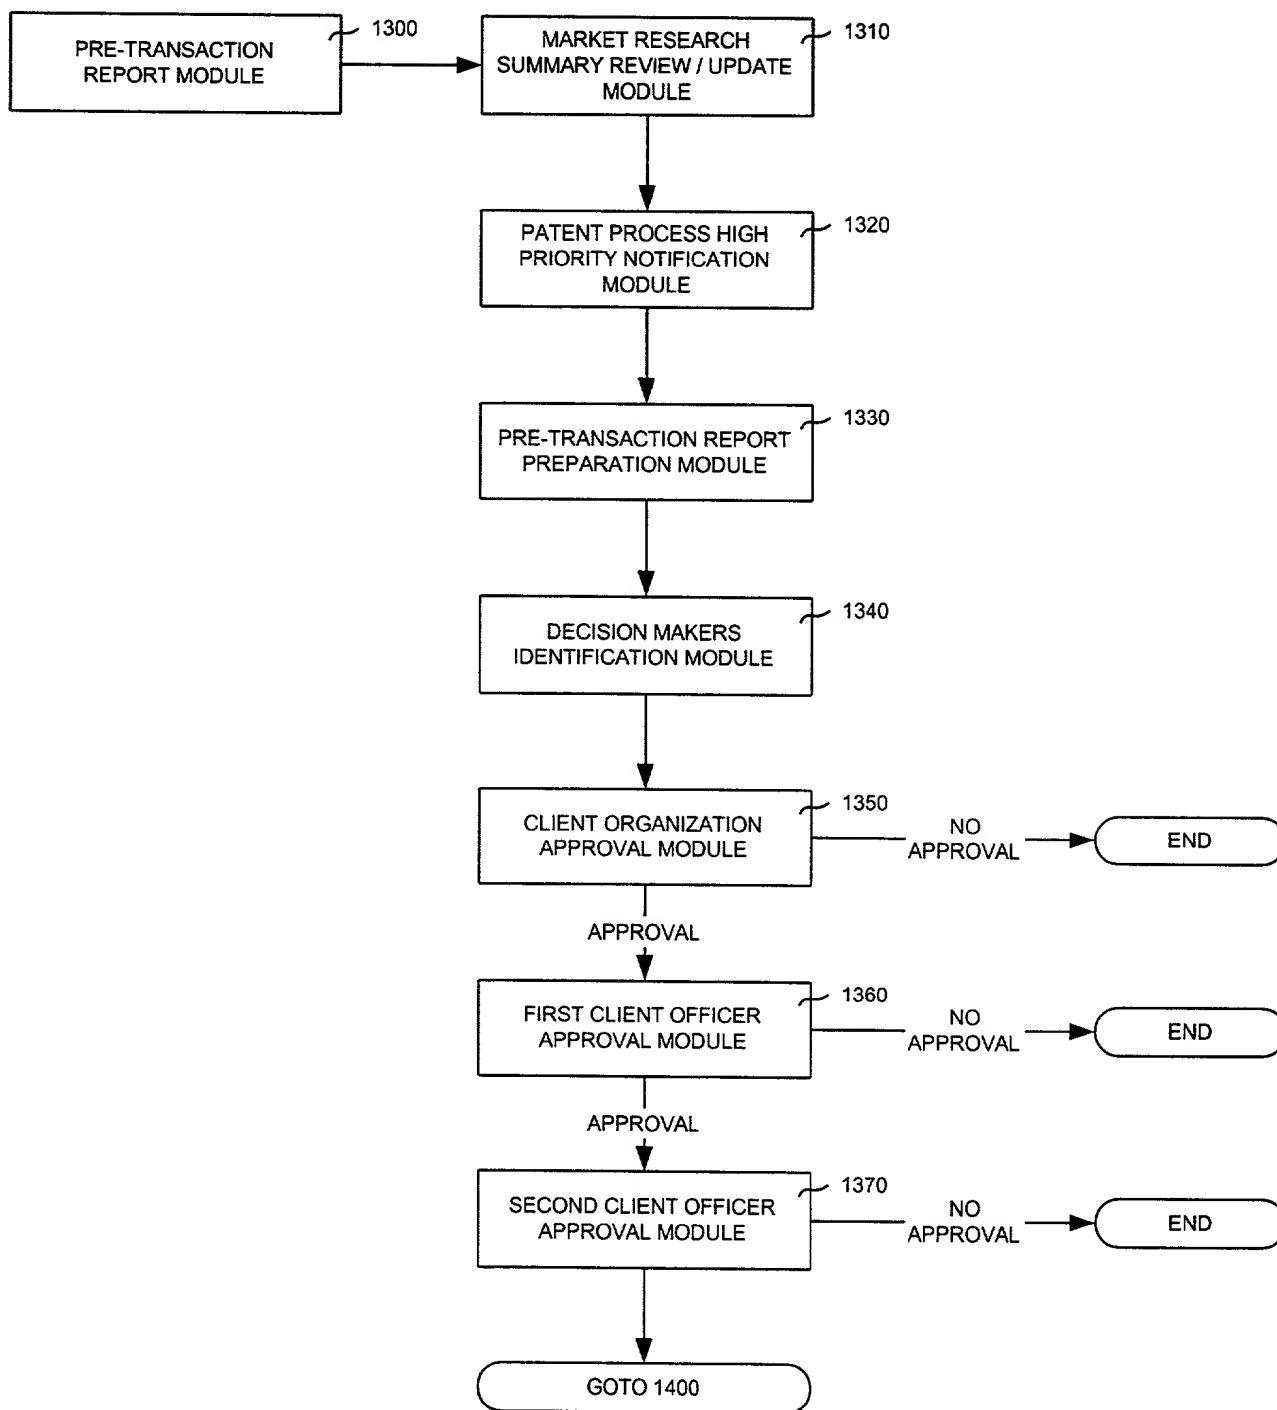 PRE-TRANSACTION
REPORT MODULE
1300
MARKET RESEARCH
SUMMARY REVIEW / UPDATE
MODULE
1310
PATENT PROCESS HIGH
PRIORITY NOTIFICATION
MODULE
1320
PRE-TRANSACTION REPORT
PREPARATION MODULE
1330
DECISION MAKERS
IDENTIFICATION MODULE
1340
CLIENT ORGANIZATION
APPROVAL MODULE
1350
NO
APPROVAL
END
APPROVAL
FIRST CLIENT OFFICER
APPROVAL MODULE
1360
NO
APPROVAL
END
APPROVAL
SECOND CLIENT OFFICER
APPROVAL MODULE
1370
NO
APPROVAL
END
GOTO 1400